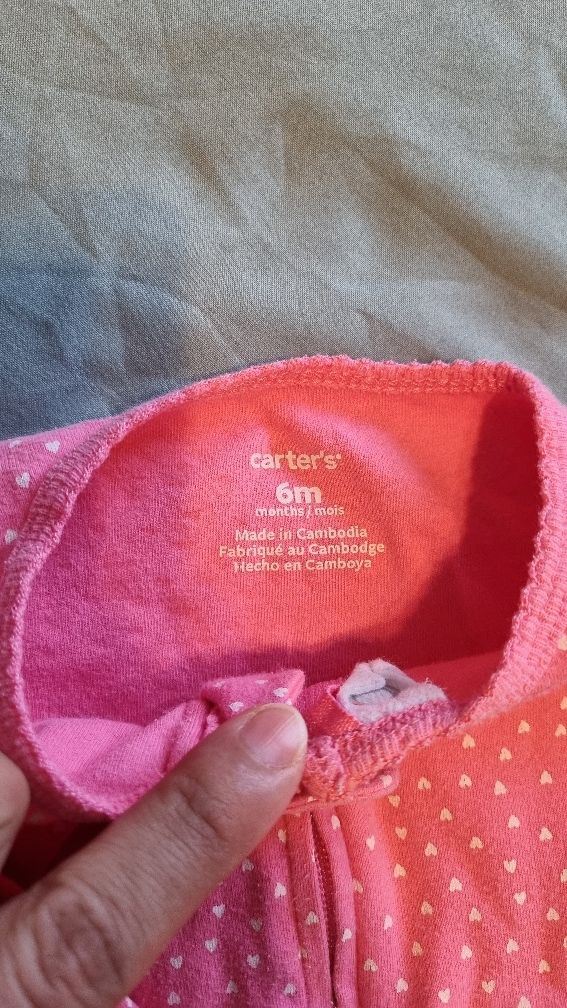 carter's
6m
months / mois
Made in Cambodia
Fabriqué au Cambodge
Hecho en Camboya